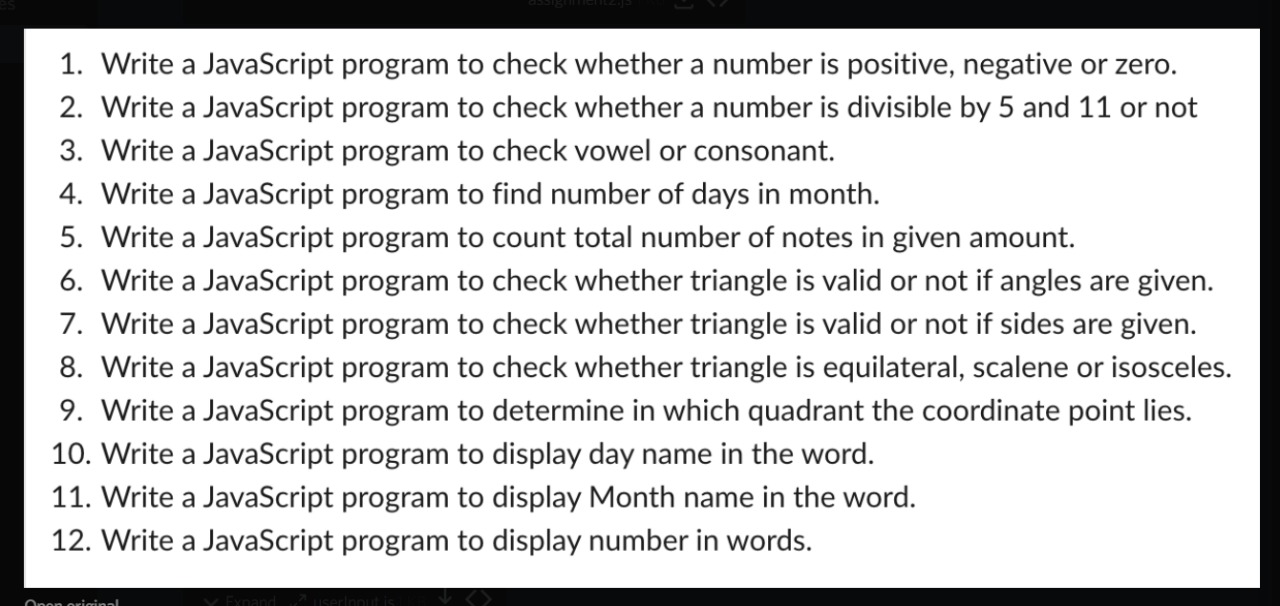 assignment2.js
1. Write a JavaScript program to check whether a number is positive, negative or zero.
2. Write a JavaScript program to check whether a number is divisible by 5 and 11 or not
3. Write a JavaScript program to check vowel or consonant.
4. Write a JavaScript program to find number of days in month.
5. Write a JavaScript program to count total number of notes in given amount.
6. Write a JavaScript program to check whether triangle is valid or not if angles are given.
7. Write a JavaScript program to check whether triangle is valid or not if sides are given.
8. Write a JavaScript program to check whether triangle is equilateral, scalene or isosceles.
9. Write a JavaScript program to determine in which quadrant the coordinate point lies.
10. Write a JavaScript program to display day name in the word.
11. Write a JavaScript program to display Month name in the word.
12. Write a JavaScript program to display number in words.
Open original
Expand userInput.js